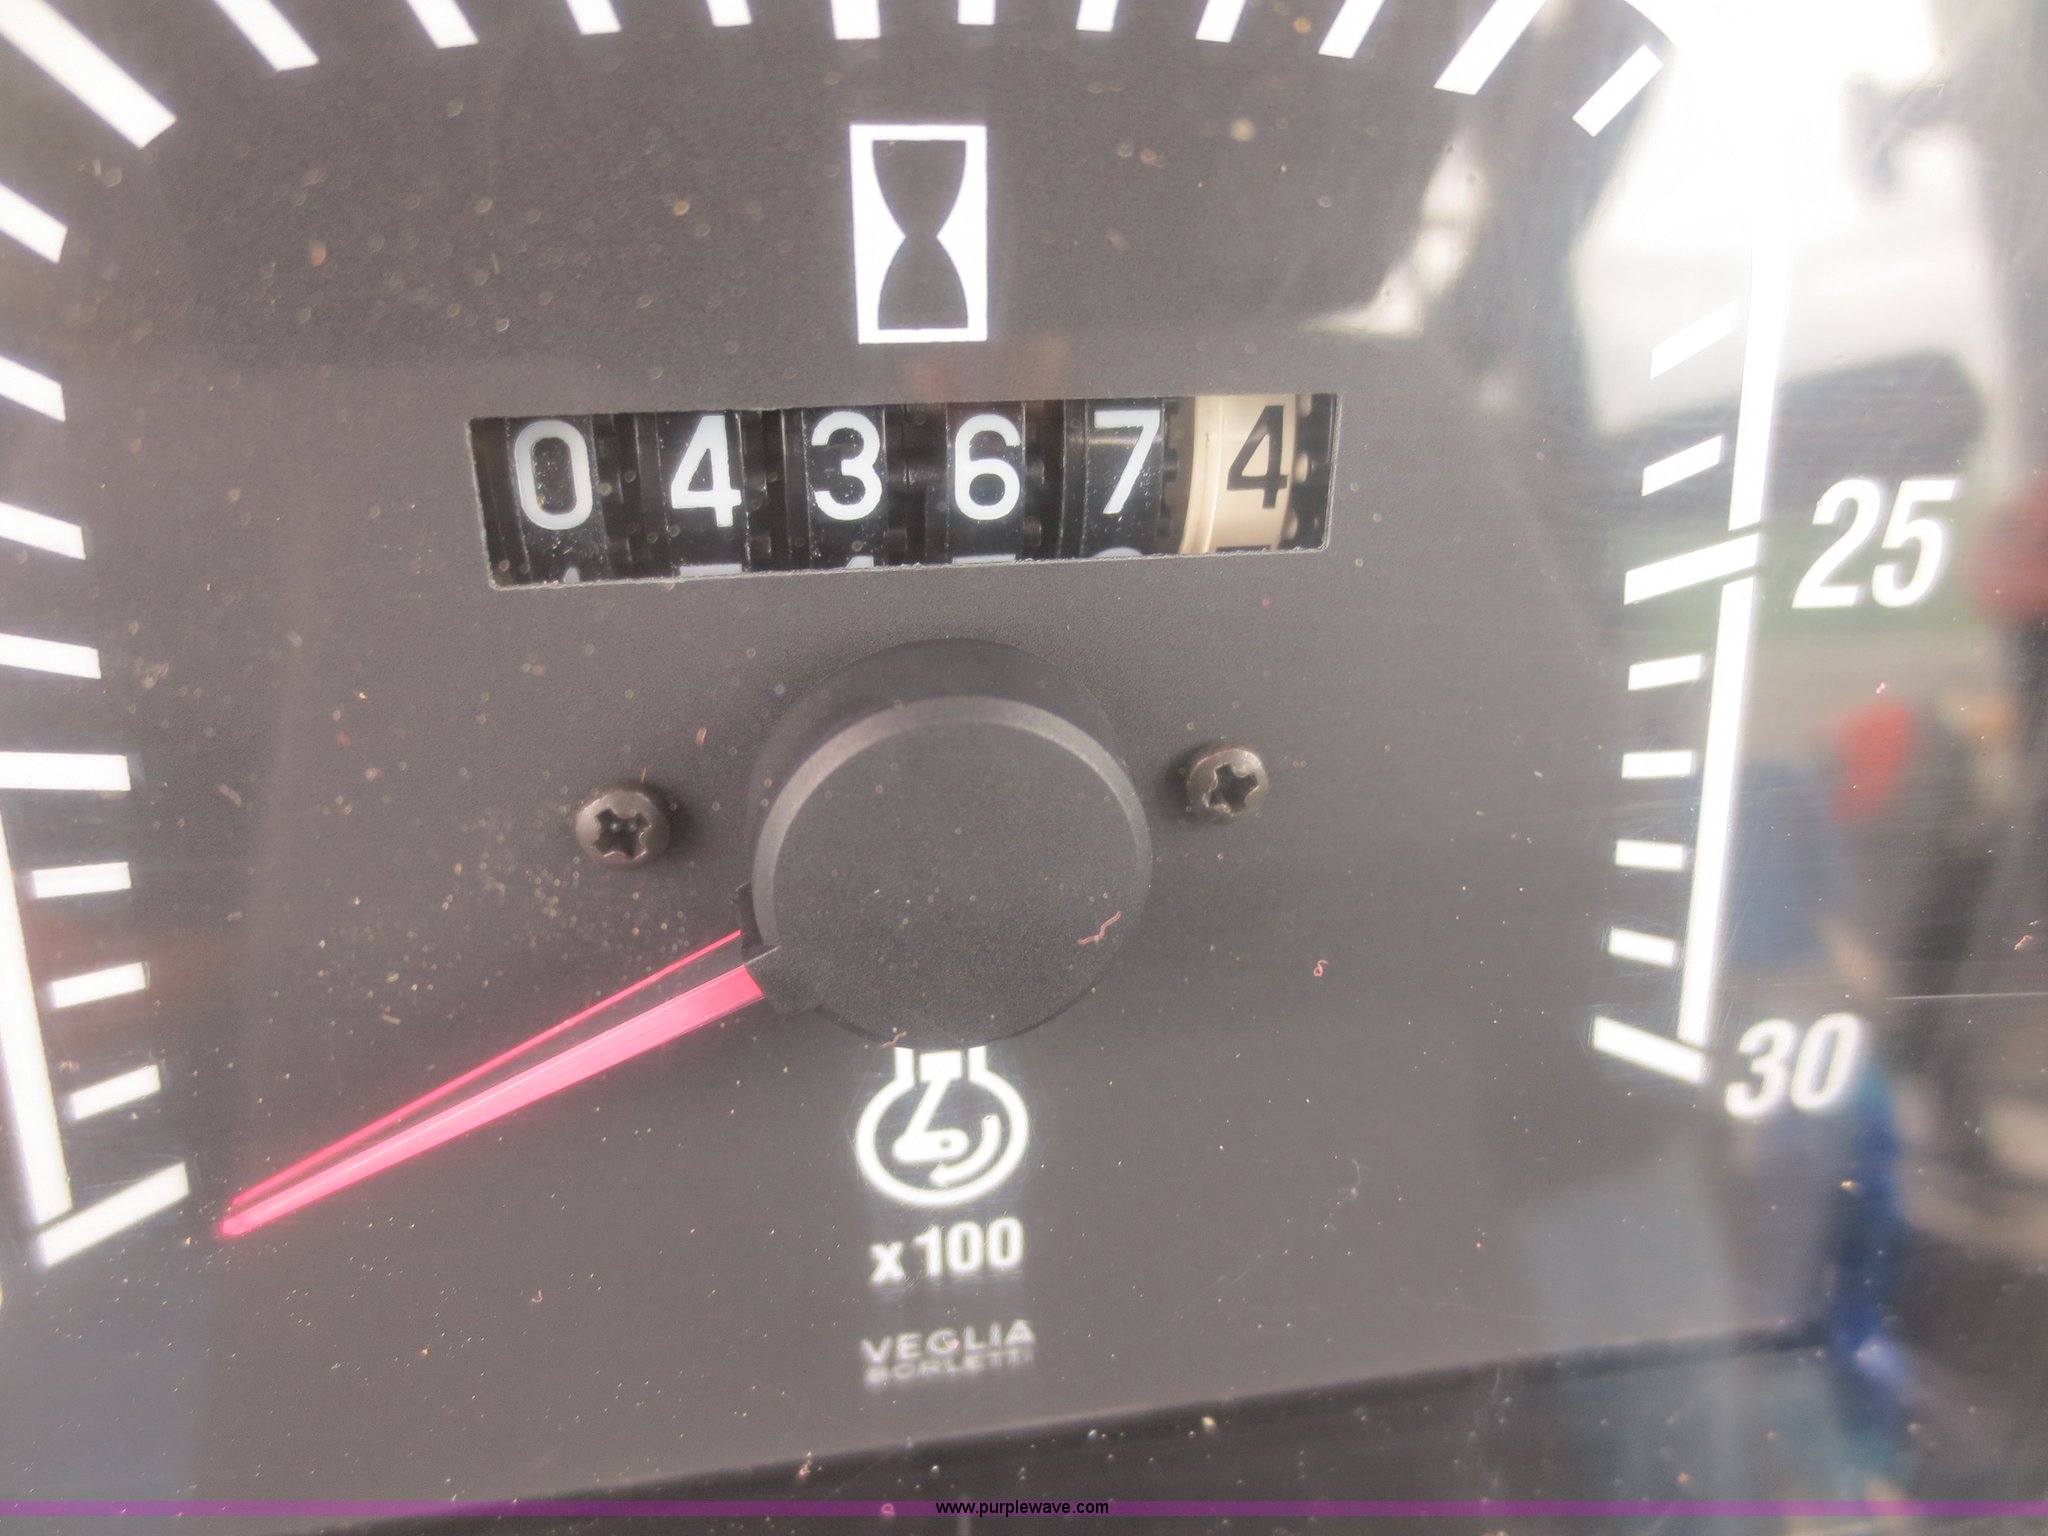 043674
25
30
x100
VEGLIA
BORLETTI
www.purplewave.com